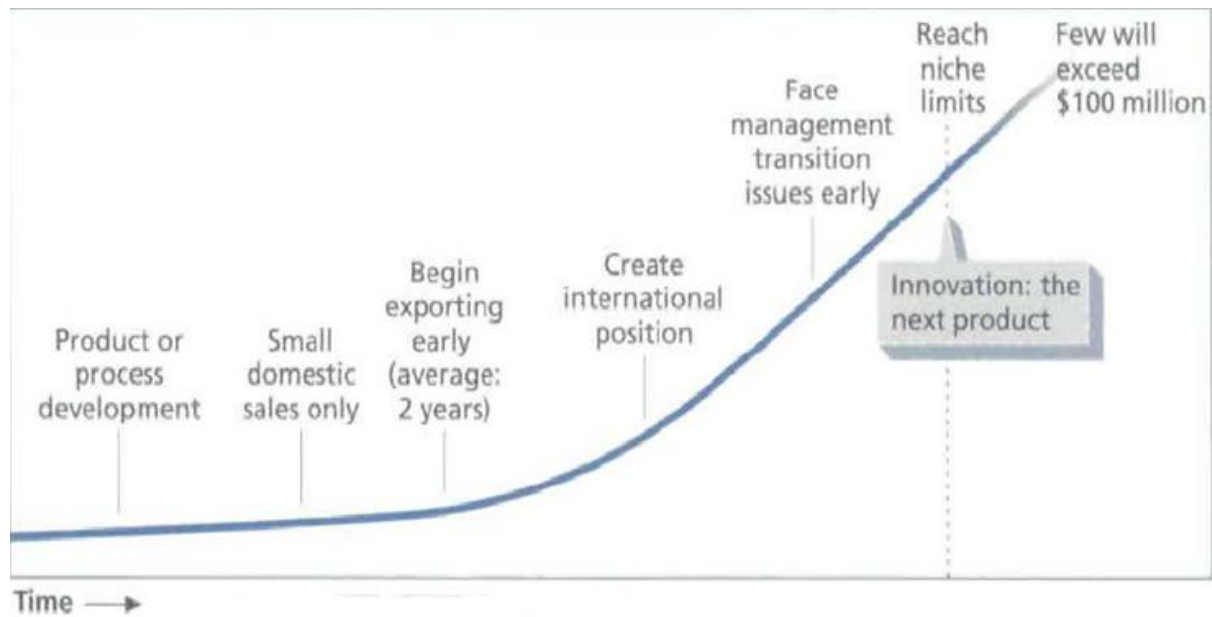 Product or
process
development
Small
domestic
sales only
Begin
exporting
early
(average:
2 years)
Create
international
position
Face
management
transition
issues early
Reach
niche
limits
Few will
exceed
$100 million
Innovation: the
next product
Time